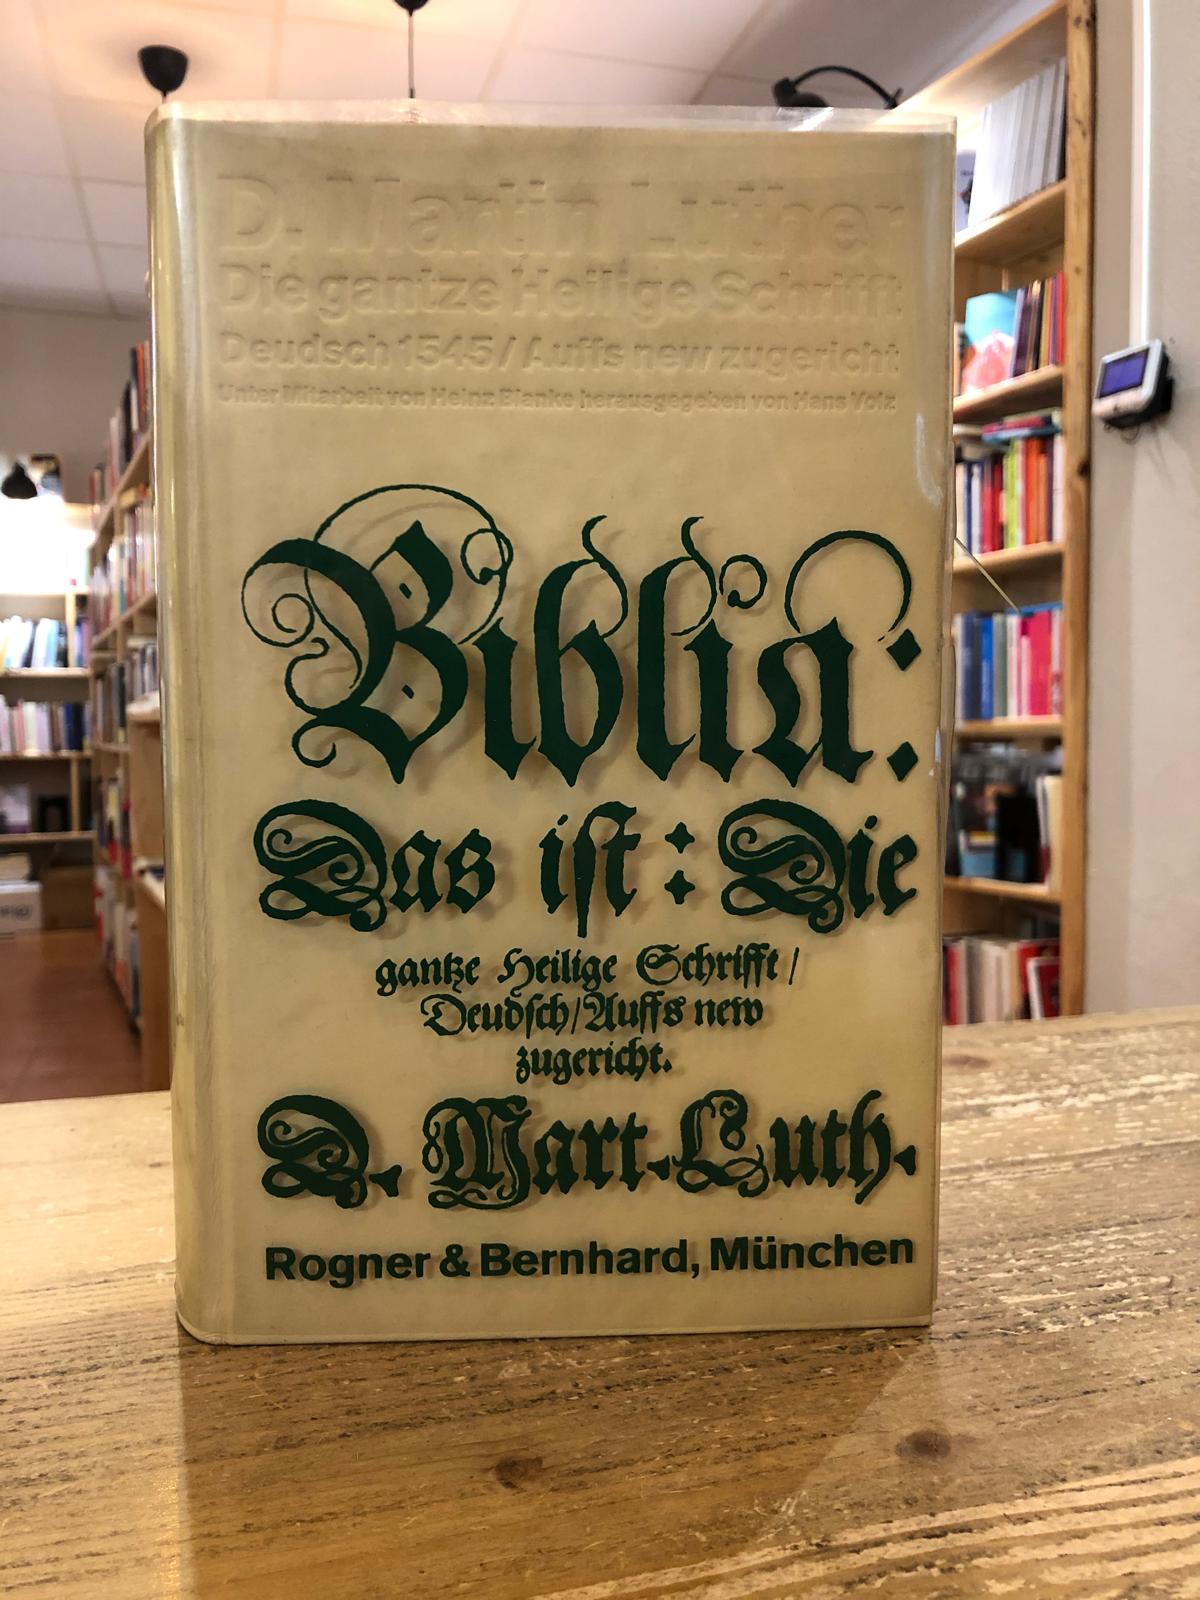 D. Martin Luther
Die gantze Heilige Schrifft
Deudsch 1545 / Auffs new zugericht
Unter Mitarbeit von Heinz Blanke herausgegeben von Hans Volz
Biblia:
Das iſt: Die
gantze Heilige Schrifft /
Deudſch / Auffs new
zugericht.
D. Mart. Luth.
Rogner & Bernhard, München